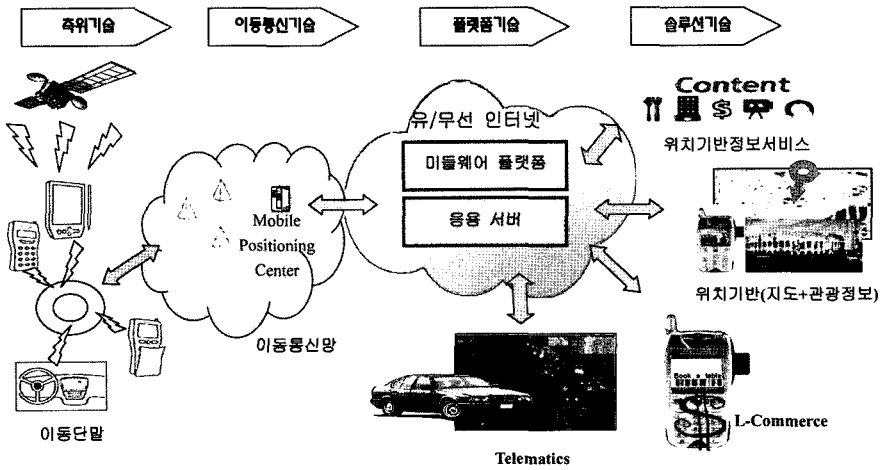 측위기술
이동통신기술
플랫폼기술
솔루션기술
Content
위치기반정보서비스
유/무선 인터넷
미들웨어 플랫폼
응용 서버
Mobile
Positioning
Center
이동통신망
위치기반(지도+관광정보)
이동단말
Telematics
Book a table
L-Commerce